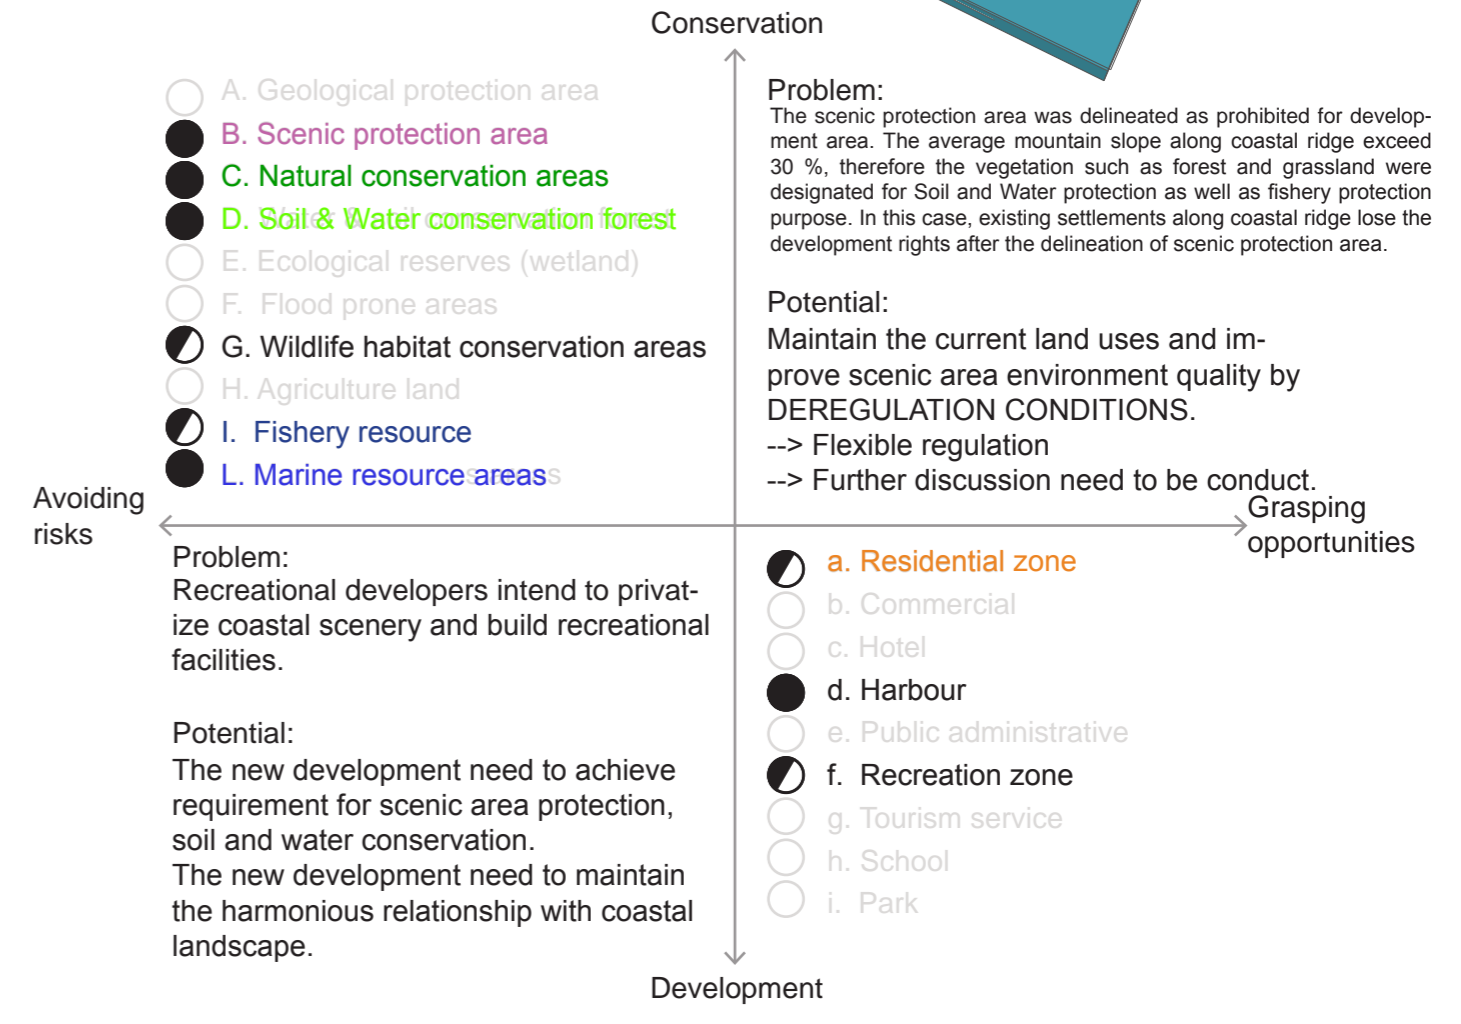 Conservation
A. Geological protection area
B. Scenic protection area
C. Natural conservation areas
D. Soil & Water conservation forest
E. Ecological reserves (wetland)
F. Flood prone areas
G. Wildlife habitat conservation areas
H. Agriculture land
I. Fishery resource
L. Marine resource areas
Problem:
The scenic protection area was delineated as prohibited for develop-
ment area. The average mountain slope along coastal ridge exceed
30 %, therefore the vegetation such as forest and grassland were
designated for Soil and Water protection as well as fishery protection
purpose. In this case, existing settlements along coastal ridge lose the
development rights after the delineation of scenic protection area.
Potential:
Maintain the current land uses and im-
prove scenic area environment quality by
DEREGULATION CONDITIONS.
--> Flexible regulation
--> Further discussion need to be conduct.
Avoiding
risks
Grasping
opportunities
Problem:
Recreational developers intend to privat-
ize coastal scenery and build recreational
facilities.
Potential:
The new development need to achieve
requirement for scenic area protection,
soil and water conservation.
The new development need to maintain
the harmonious relationship with coastal
landscape.
a. Residential zone
b. Commercial
c. Hotel
d. Harbour
e. Public administrative
f. Recreation zone
g. Tourism service
h. School
i. Park
Development